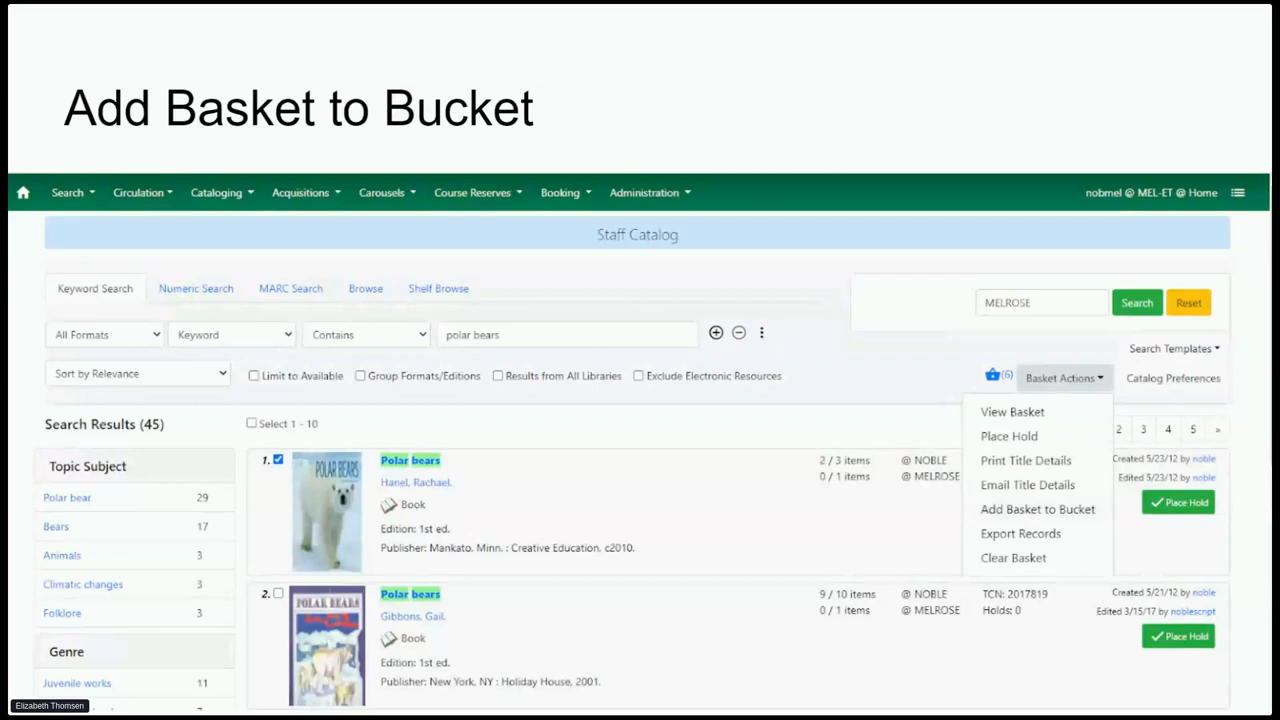 Add Basket to Bucket
Search Circulation Cataloging Acquisitions Carousels Course Reserves Booking Administration nobmel @ MEL-ET @ Home
Staff Catalog
Keyword Search Numeric Search MARC Search Browse Shelf Browse
MELROSE Search Reset
All Formats Keyword Contains polar bears
Search Templates
Sort by Relevance Limit to Available Group Formats/Editions Results from All Libraries Exclude Electronic Resources (6) Basket Actions Catalog Preferences
View Basket
Place Hold
Print Title Details
Email Title Details
Add Basket to Bucket
Export Records
Clear Basket
Search Results (45) Select 1 - 10 2 3 4 5 »
Topic Subject
Polar bear 29
Bears 17
Animals 3
Climatic changes 3
Folklore 3
Genre
Juvenile works 11
1. Polar bears 2 / 3 items @ NOBLE Created 5/23/12 by noble
Hanel, Rachael. 0 / 1 items @ MELROSE Edited 5/23/12 by noble
Book Place Hold
Edition: 1st ed.
Publisher: Mankato, Minn. : Creative Education, c2010.
POLAR BEARS
2. Polar bears 9 / 10 items @ NOBLE TCN: 2017819 Created 5/21/12 by noble
Gibbons, Gail. 0 / 1 items @ MELROSE Holds: 0 Edited 3/15/17 by noblescript
Book Place Hold
Edition: 1st ed.
Publisher: New York, NY : Holiday House, 2001.
POLAR BEARS
Elizabeth Thomsen